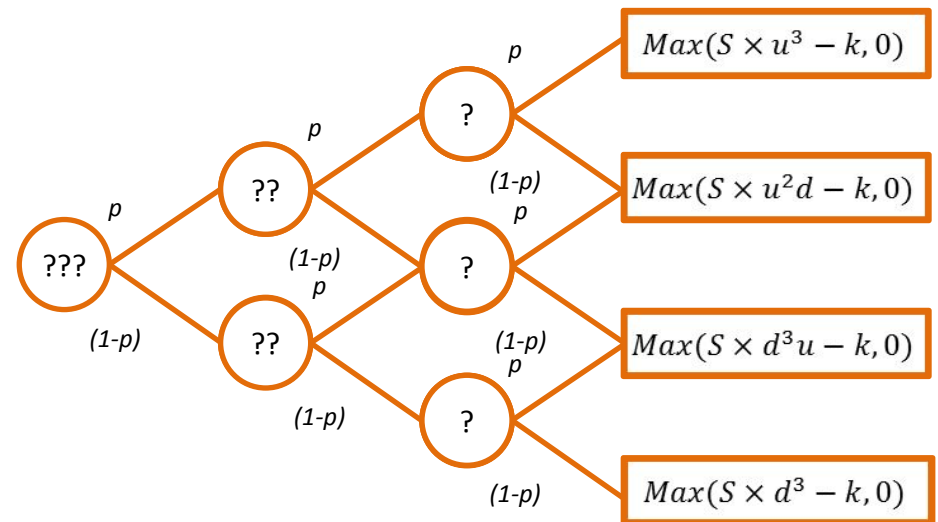 p
Max(S × u³ − k, 0)
p
?
p
??
(1-p)
Max(S × u²d − k, 0)
p
???
(1-p)
p
?
(1-p)
??
(1-p)
p
Max(S × d³u − k, 0)
(1-p)
?
(1-p)
Max(S × d³ − k, 0)